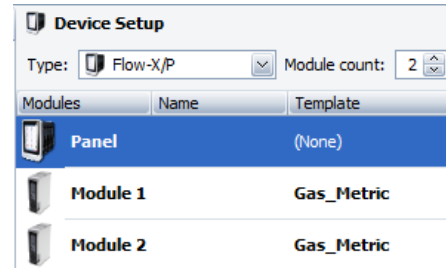 Device Setup
Type: Flow-X/P Module count: 2
Modules Name Template
Panel (None)
Module 1 Gas_Metric
Module 2 Gas_Metric